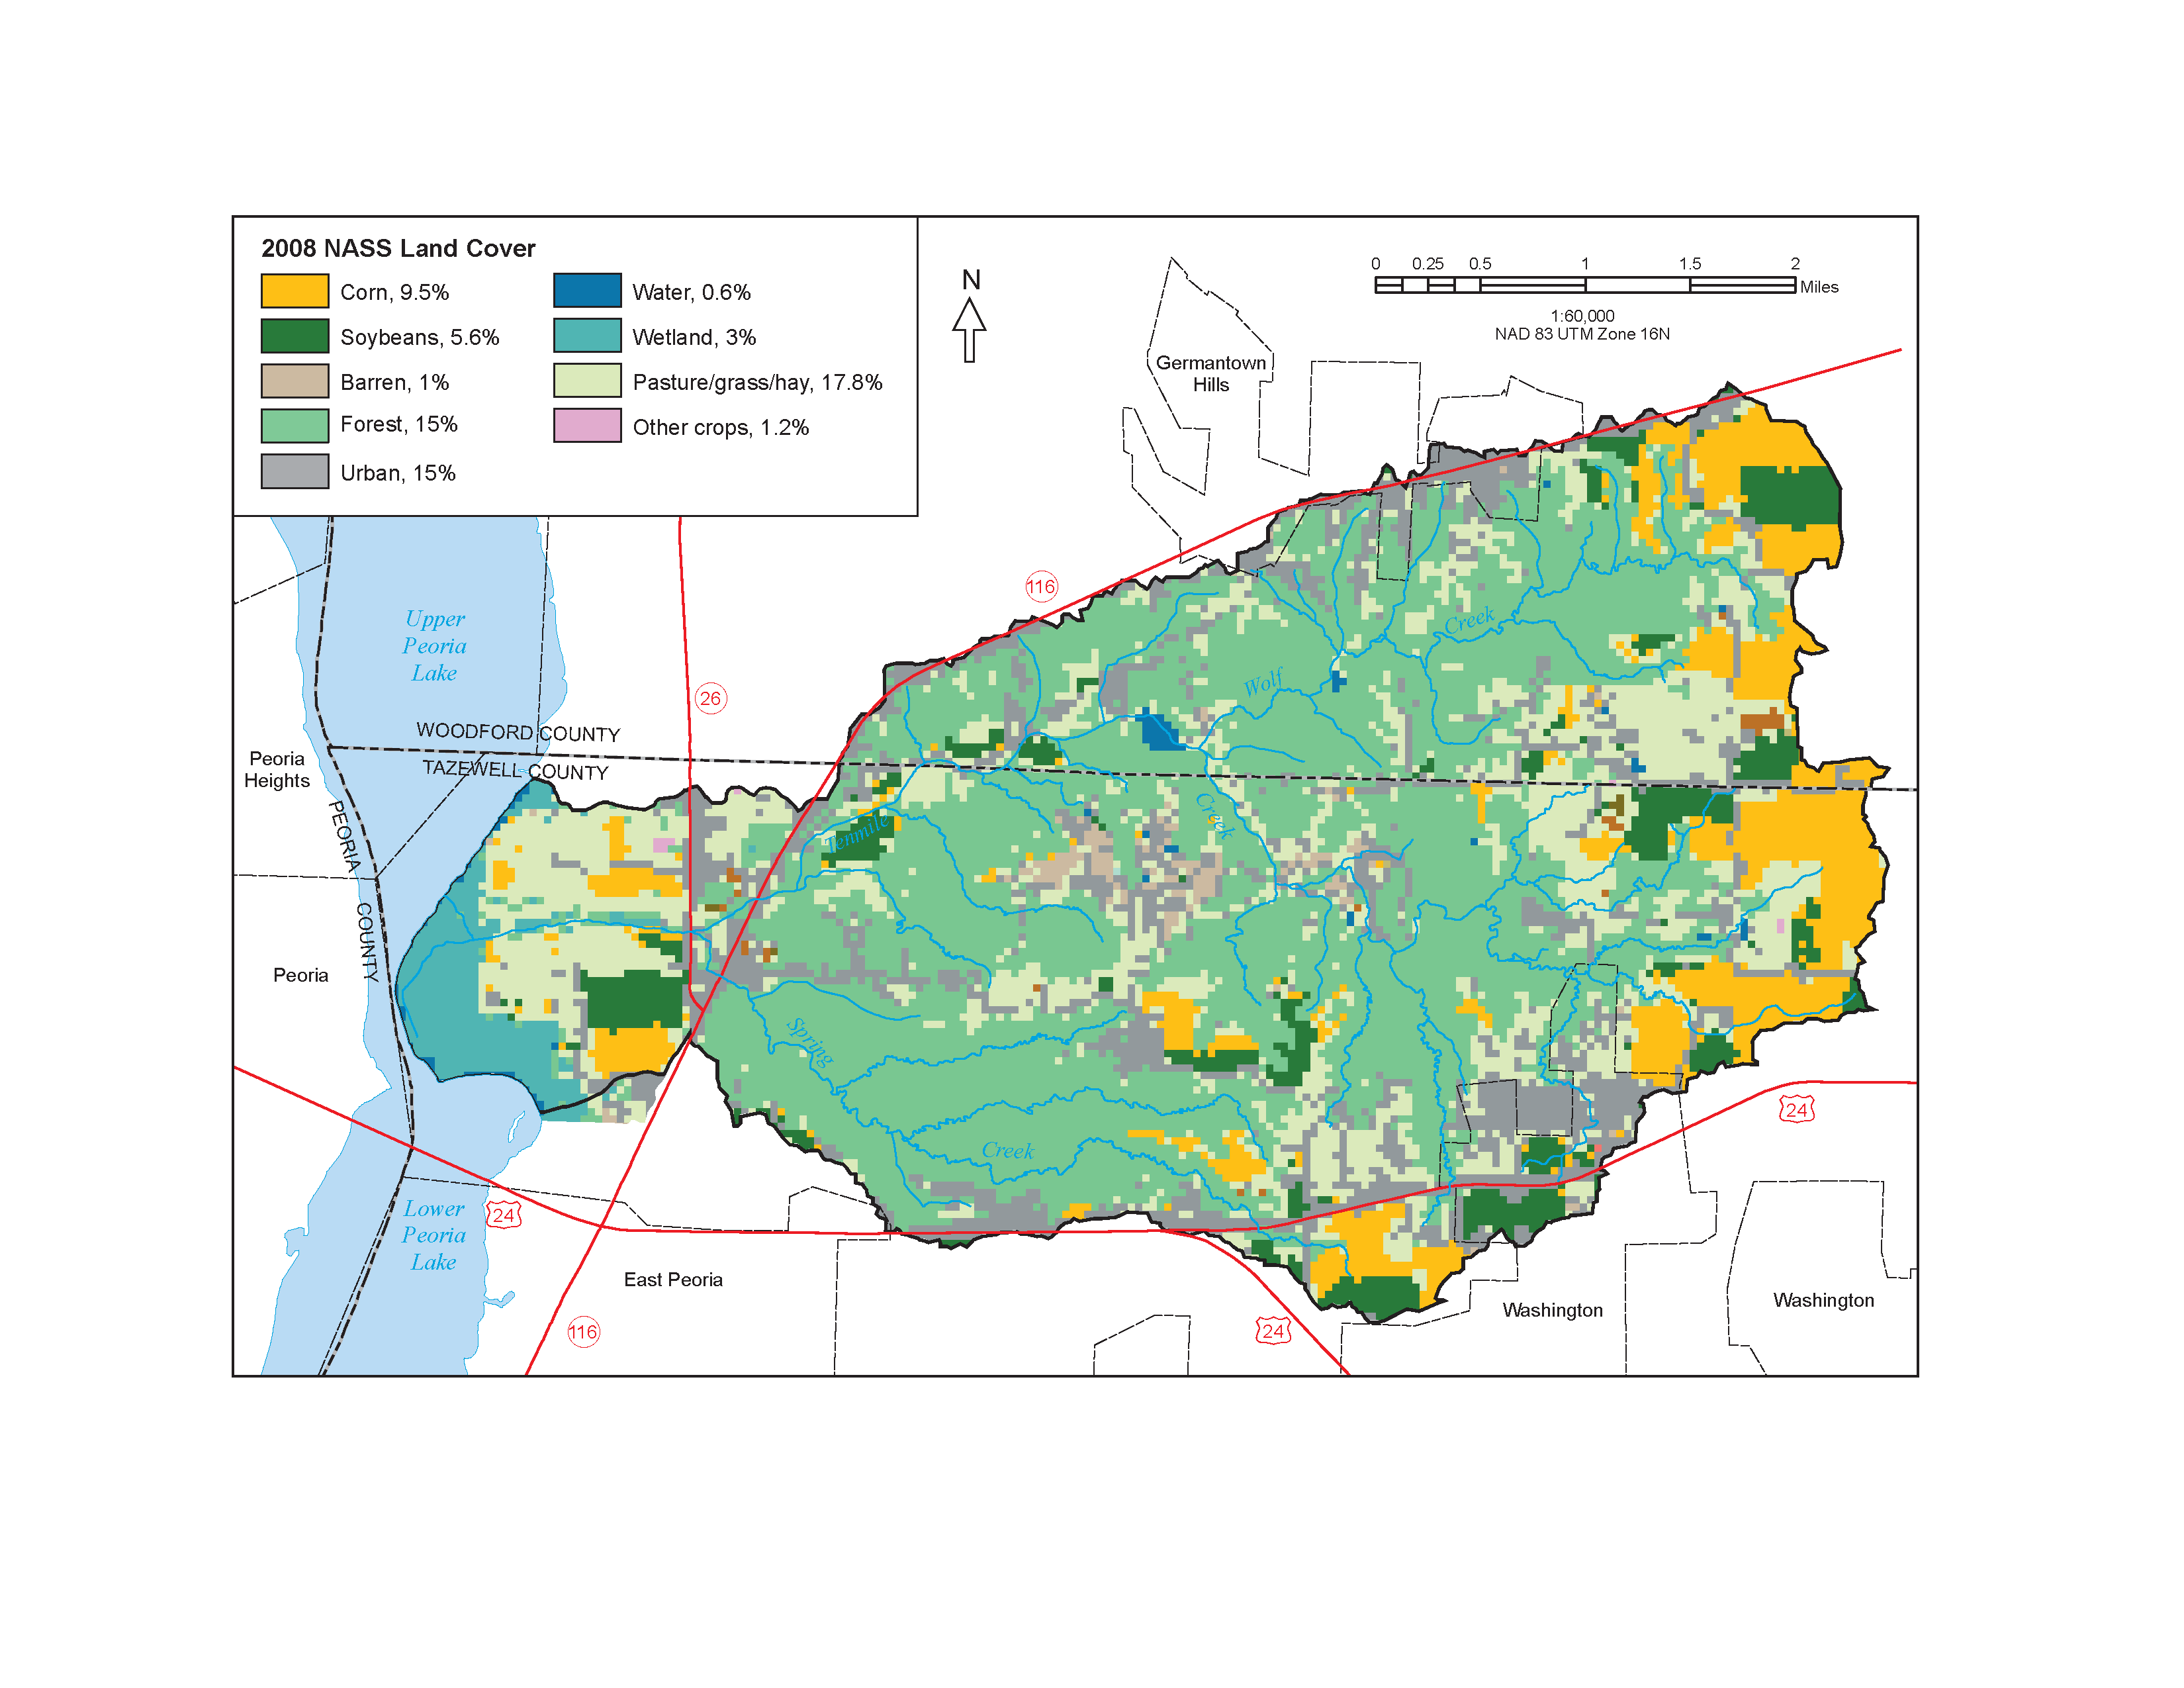 2008 NASS Land Cover
Corn, 9.5%
Soybeans, 5.6%
Barren, 1%
Forest, 15%
Urban, 15%
Water, 0.6%
Wetland, 3%
Pasture/grass/hay, 17.8%
Other crops, 1.2%
N
0 0.25 0.5 1 1.5 2
Miles
1:60,000
NAD 83 UTM Zone 16N
Germantown
Hills
116
Upper
Peoria
Lake
26
Creek
Wolf
WOODFORD COUNTY
TAZEWELL COUNTY
Peoria
Heights
PEORIA COUNTY
Tenmile
Creek
Peoria
Spring
Creek
24
Lower
Peoria
Lake
24
East Peoria
116
24
Washington
Washington